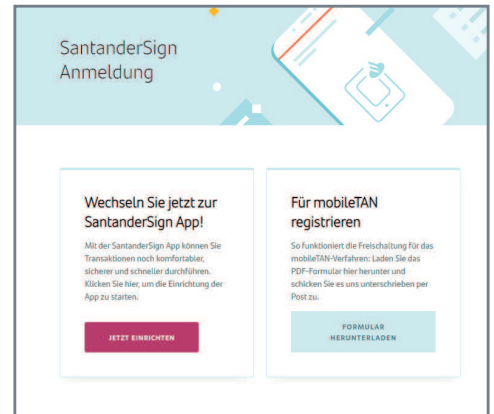 SantanderSign
Anmeldung
Wechseln Sie jetzt zur
SantanderSign App!
Mit der SantanderSign App können Sie
Transaktionen noch komfortabler,
sicherer und schneller durchführen.
Klicken Sie hier, um die Einrichtung der
App zu starten.
JETZT EINRICHTEN
Für mobileTAN
registrieren
So funktioniert die Freischaltung für das
mobileTAN-Verfahren: Laden Sie das
PDF-Formular hier herunter und
schicken Sie es uns unterschrieben per
Post zu.
FORMULAR
HERUNTERLADEN